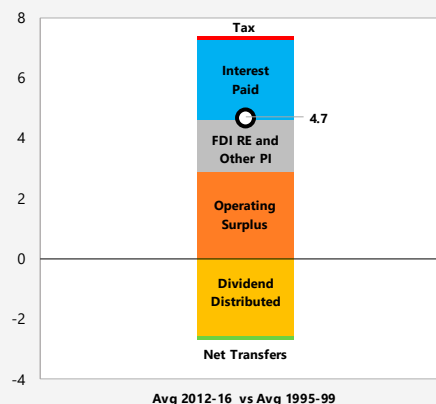 8
Tax
6
Interest
Paid
4.7
4
FDI RE and
Other PI
2
Operating
Surplus
0
Dividend
Distributed
-2
Net Transfers
-4
Avg 2012-16 vs Avg 1995-99